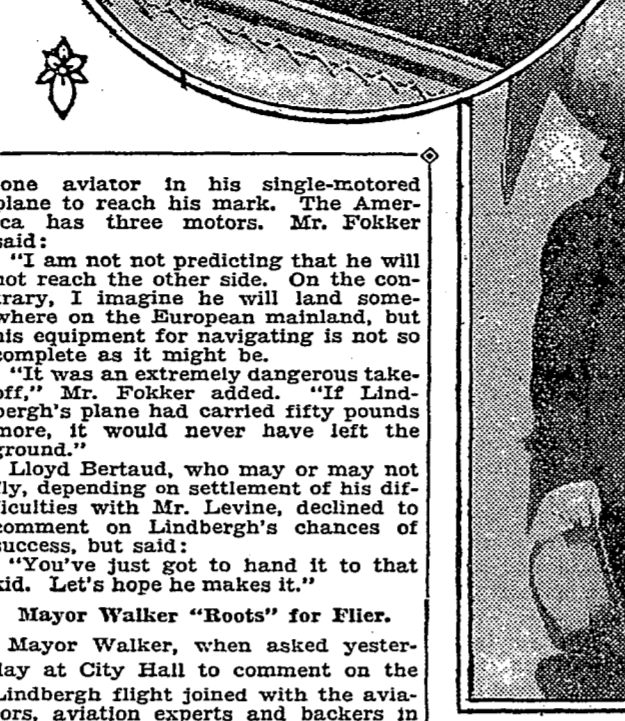 one aviator in his single-motored
plane to reach his mark. The Amer-
ca has three motors. Mr. Fokker
said:
"I am not not predicting that he will
not reach the other side. On the con-
trary, I imagine he will land some-
where on the European mainland, but
his equipment for navigating is not so
complete as it might be.
"It was an extremely dangerous take-
off," Mr. Fokker added. "If Lind-
bergh's plane had carried fifty pounds
more, it would never have left the
ground."
Lloyd Bertaud, who may or may not
fly, depending on settlement of his dif-
ficulties with Mr. Levine, declined to
comment on Lindbergh's chances of
success, but said:
"You've just got to hand it to that
kid. Let's hope he makes it."
Mayor Walker "Roots" for Flier.
Mayor Walker, when asked yester-
day at City Hall to comment on the
Lindbergh flight joined with the avia-
ors, aviation experts and backers in